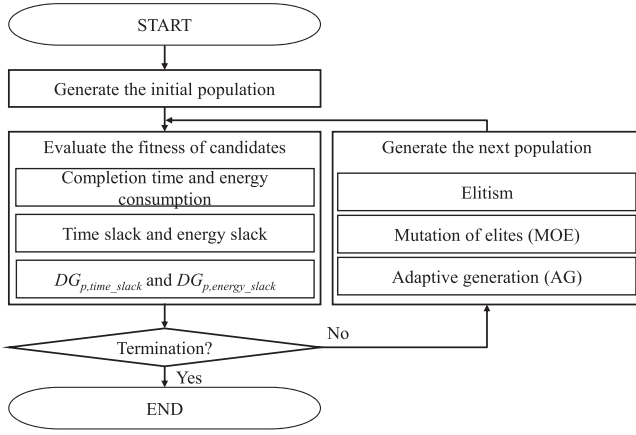 START
Generate the initial population
Evaluate the fitness of candidates
Completion time and energy
consumption
Time slack and energy slack
DGp,time_slack and DGp,energy_slack
Generate the next population
Elitism
Mutation of elites (MOE)
Adaptive generation (AG)
Termination?
No
Yes
END